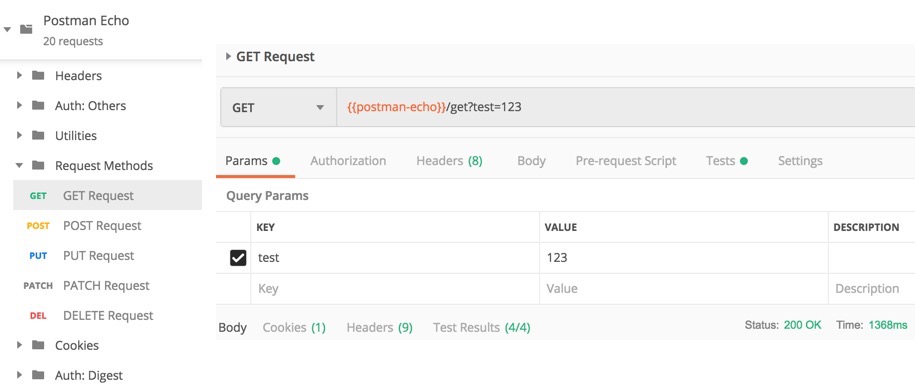 Postman Echo
20 requests
Headers
Auth: Others
Utilities
Request Methods
GET GET Request
POST POST Request
PUT PUT Request
PATCH PATCH Request
DEL DELETE Request
Cookies
Auth: Digest
GET Request
GET {{postman-echo}}/get?test=123
Params Authorization Headers (8) Body Pre-request Script Tests Settings
Query Params
KEY VALUE DESCRIPTION
test 123
Key Value Description
Body Cookies (1) Headers (9) Test Results (4/4) Status: 200 OK Time: 1368ms